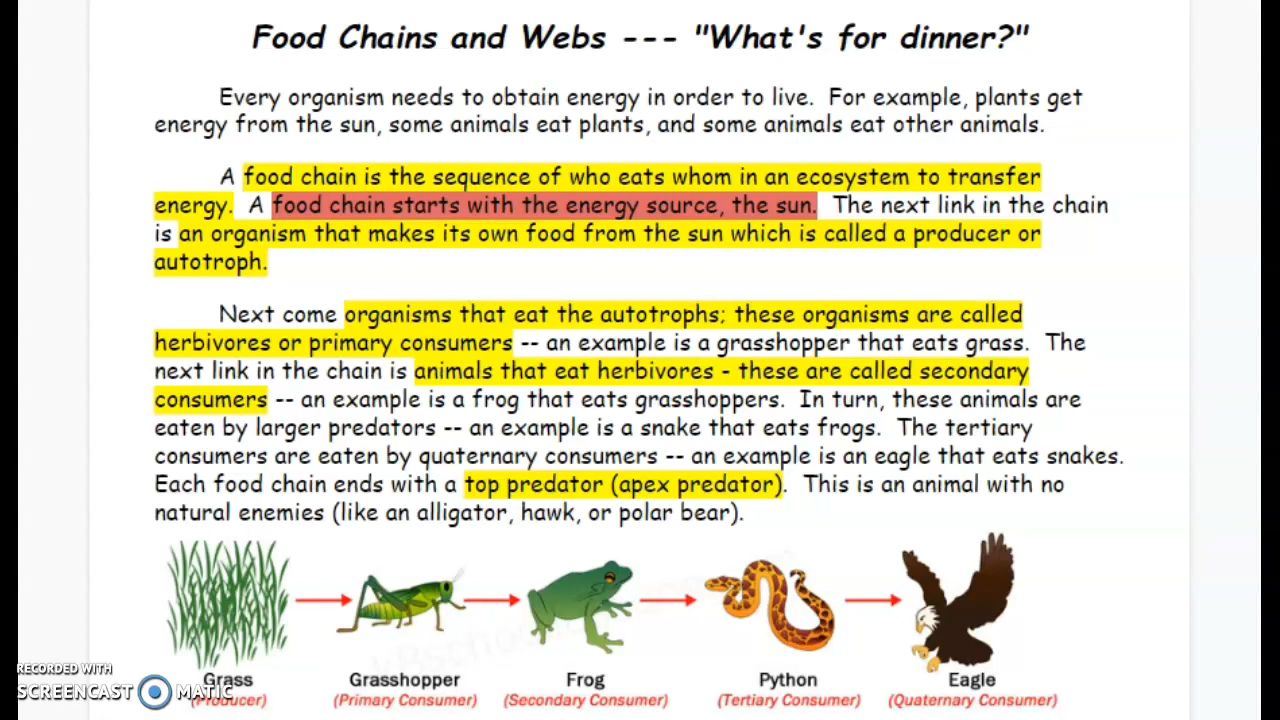 Food Chains and Webs --- "What's for dinner?"
Every organism needs to obtain energy in order to live. For example, plants get
energy from the sun, some animals eat plants, and some animals eat other animals.
A food chain is the sequence of who eats whom in an ecosystem to transfer
energy. A food chain starts with the energy source, the sun. The next link in the chain
is an organism that makes its own food from the sun which is called a producer or
autotroph.
Next come organisms that eat the autotrophs; these organisms are called
herbivores or primary consumers -- an example is a grasshopper that eats grass. The
next link in the chain is animals that eat herbivores - these are called secondary
consumers -- an example is a frog that eats grasshoppers. In turn, these animals are
eaten by larger predators -- an example is a snake that eats frogs. The tertiary
consumers are eaten by quaternary consumers -- an example is an eagle that eats snakes.
Each food chain ends with a top predator (apex predator). This is an animal with no
natural enemies (like an alligator, hawk, or polar bear).
Grass Grasshopper Frog Python Eagle
(Producer) (Primary Consumer) (Secondary Consumer) (Tertiary Consumer) (Quaternary Consumer)
RECORDED WITH
SCREENCAST MATIC